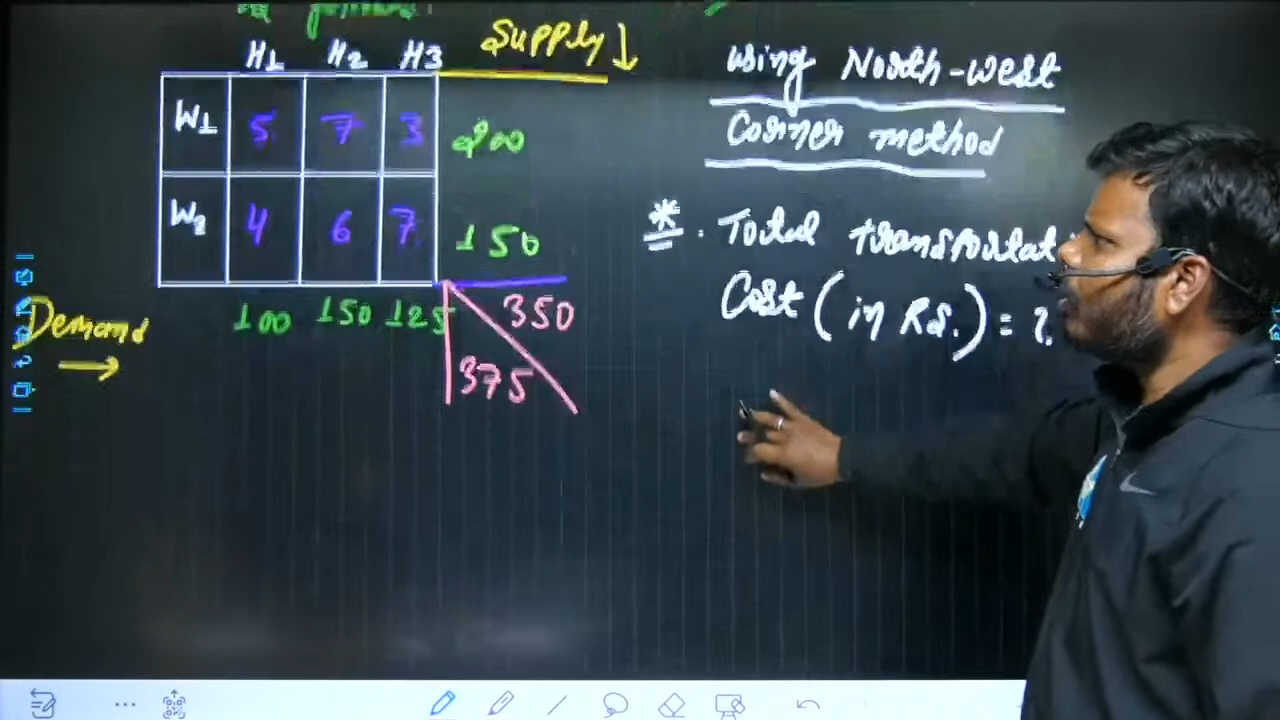 Supply ↓
H1 H2 H3
W1 5 7 3 200
W2 4 6 7 150
Demand → 100 150 125
350
375
Using North-West
Corner method
* . Total transportat
Cost (in Rs.) = ?